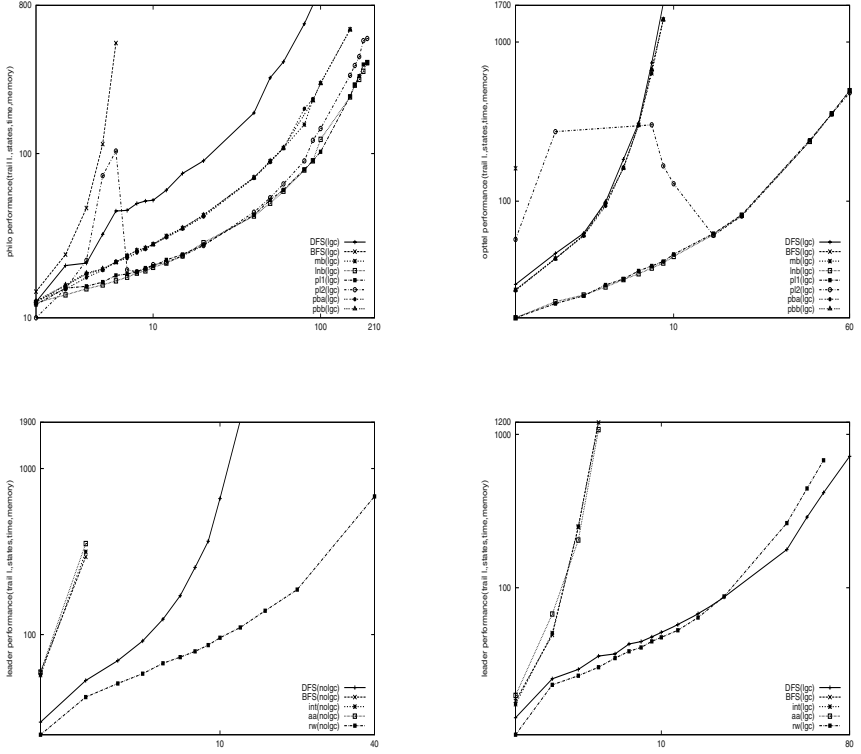 800
100
10
10
100
210
philo performance(trail l.,states,time,memory)
DFS(lgc)
BFS(lgc)
mb(lgc)
lnb(lgc)
pl1(lgc)
pl2(lgc)
pba(lgc)
pbb(lgc)
1700
1000
100
10
60
optel performance(trail l.,states,time,memory)
DFS(lgc)
BFS(lgc)
mb(lgc)
lnb(lgc)
pl1(lgc)
pl2(lgc)
pba(lgc)
pbb(lgc)
1900
1000
100
10
40
leader performance(trail l.,states,time,memory)
DFS(nolgc)
BFS(nolgc)
int(nolgc)
aa(nolgc)
rw(nolgc)
1200
1000
100
10
80
leader performance(trail l.,states,time,memory)
DFS(lgc)
BFS(lgc)
int(lgc)
aa(lgc)
rw(lgc)